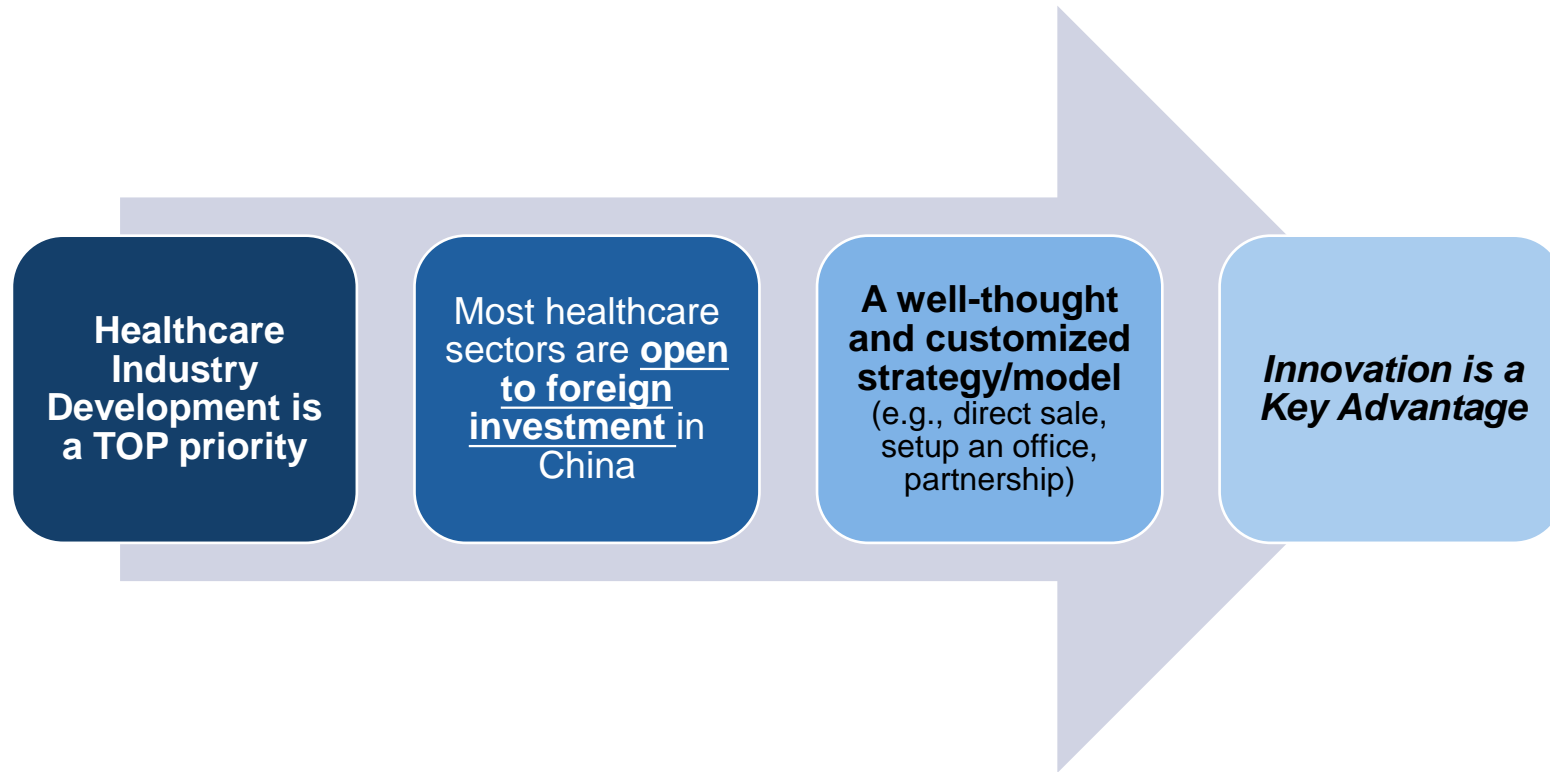 Healthcare
Industry
Development is
a TOP priority
Most healthcare
sectors are open
to foreign
investment in
China
A well-thought
and customized
strategy/model
(e.g., direct sale,
setup an office,
partnership)
Innovation is a
Key Advantage